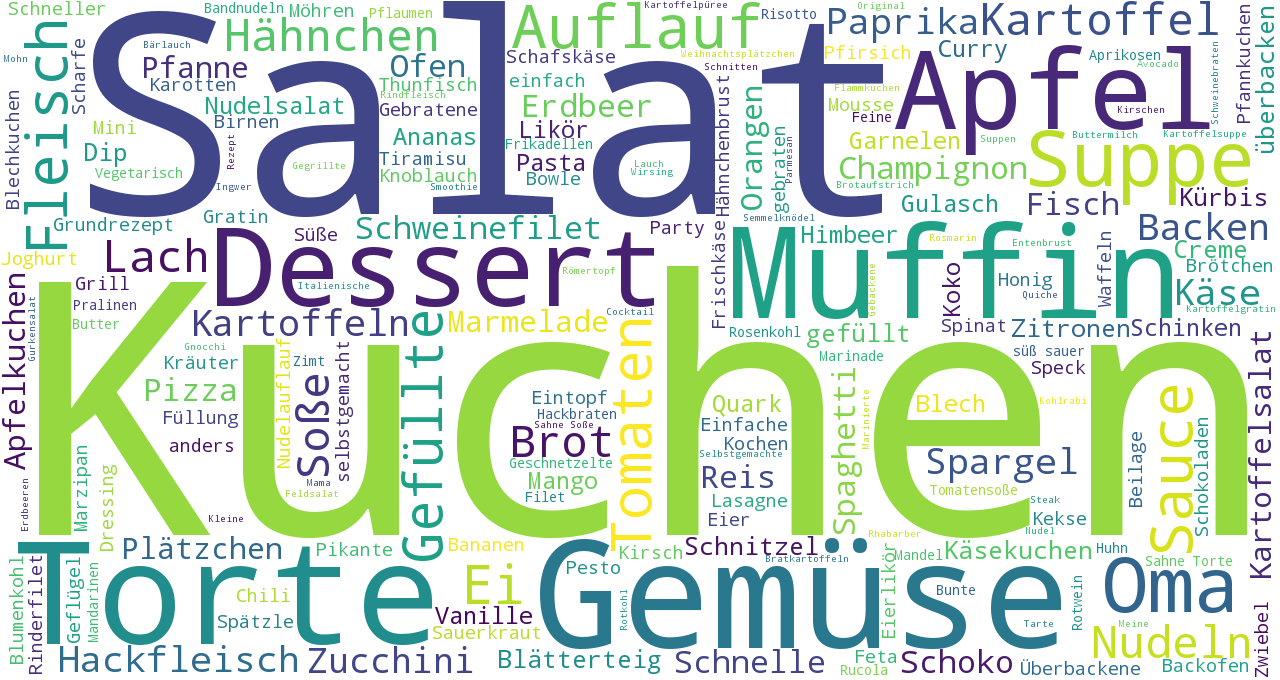 Schneller
Bandnudeln
Möhren
Pflaumen
Kartoffelpüree
Risotto
Original
Salat
Hähnchen
Auflauf
Paprika
Kartoffel
Mohn
Scharfe
Bärlauch
Pfanne
Ofen
Schafskäse
Weihnachtsplätzchen
Pfirsich
Curry
Aprikosen
Pfannkuchen
Fleisch
Karotten
Thunfisch
einfach
Schnitten
Avocado
Apfel
Blechkuchen
Rindfleisch
Flammkuchen
Schweinebraten
überbacken
Nudelsalat
Gebratene
Erdbeer
Orangen
Mousse
Kirschen
Mini
Birnen
Likör
Feine
Rezept
Ananas
Frikadellen
Hähnchenbrust
gebraten
Garnelen
Suppen
Buttermilch
Kartoffelsuppe
Dip
Tiramisu
Pasta
Parmesan
Suppe
Vegetarisch
Gegrillte
Knoblauch
Bowle
Lauch
Wirsing
Champignon
Ingwer
Smoothie
Brotaufstrich
Kürbis
Grundrezept
Gratin
Schweinefilet
Party
Semmelknödel
Gulasch
Fisch
Backen
Süße
Himbeer
Rosmarin
Entenbrust
Creme
Joghurt
Lach
Dessert
Römertopf
Frischkäse
Muffin
Gebackene
Waffeln
Brötchen
Grill
Italienische
Koko
Honig
Quiche
Käse
Pralinen
Apfelkuchen
Gurkensalat
Butter
Kartoffeln
Marmelade
Cocktail
Rosenkohl
gefüllt
Spinat
Zitronen
Schinken
Kartoffelgratin
Gnocchi
Kräuter
Zimt
Marinade
süß sauer
Speck
Kuchen
Pizza
Nudelauflauf
Soße
selbstgemacht
Gefüllte
Eintopf
Tomaten
Quark
Spaghetti
Marinierte
Blech
Kohlrabi
Sauce
Kartoffelsalat
Füllung
Hackbraten
Sahne Soße
Einfache
anders
Brot
Kochen
Selbstgemachte
Spargel
Beilage
Schokoladen
Erdbeeren
Marzipan
Dressing
Feldsalat
Mama
Geschnetzelte
Mango
Filet
Reis
Lasagne
Tomatensoße
Steak
Kleine
Eier
Kekse
Nudel
Torte
Plätzchen
Pikante
Bananen
Gemüse
Kirsch
Schnitzel
Bratkartoffeln
Rhabarber
Eierlikör
Mandel
Käsekuchen
Huhn
Sahne Torte
Blumenkohl
Rinderfilet
Geflügel
Mandarinen
Chili
Ei
Pesto
Rotkohl
Bunte
Rotwein
Oma
Spätzle
Vanille
Sauerkraut
Tarte
Meine
Zwiebel
Hackfleisch
Zucchini
Blätterteig
Schnelle
Feta
Rucola
Schoko
Überbackene
Nudeln
Backofen